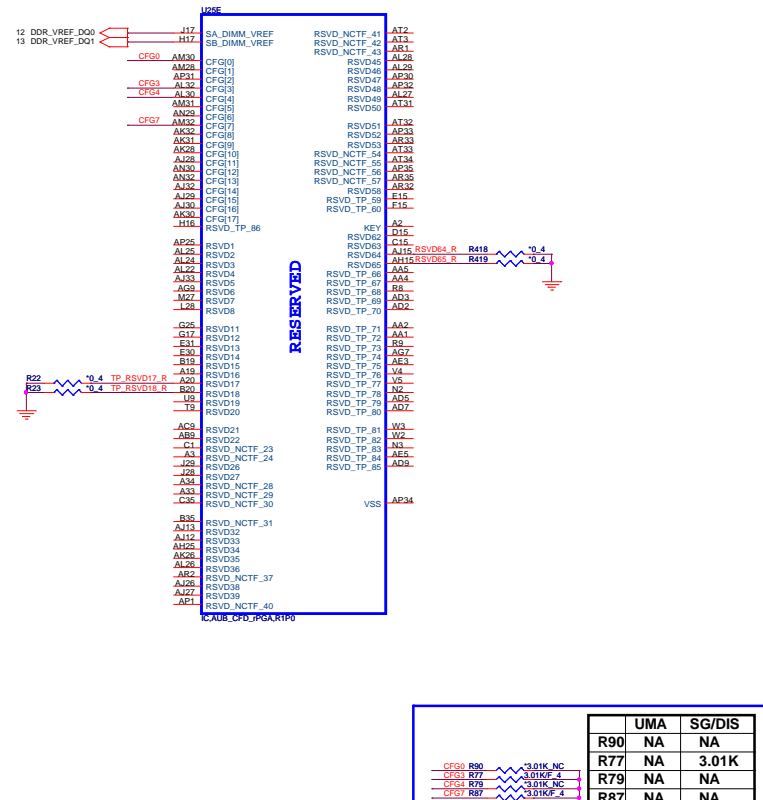 U25E
12 DDR_VREF_DQ0 J17 SA_DIMM_VREF RSVD_NCTF_41 AT2
13 DDR_VREF_DQ1 H17 SB_DIMM_VREF RSVD_NCTF_42 AT3
RSVD_NCTF_43 AR1
CFG0 AM30 CFG[0] RSVD45 AL28
AM28 CFG[1] RSVD46 AL29
AP31 CFG[2] RSVD47 AP30
CFG3 AL32 CFG[3] RSVD48 AP32
CFG4 AL30 CFG[4] RSVD49 AL27
AM31 CFG[5] RSVD50 AT31
AN29 CFG[6]
CFG7 AM32 CFG[7] RSVD51 AT32
AK32 CFG[8] RSVD52 AP33
AK31 CFG[9] RSVD53 AR33
AK28 CFG[10] RSVD_NCTF_54 AT33
AJ28 CFG[11] RSVD_NCTF_55 AT34
AN30 CFG[12] RSVD_NCTF_56 AP35
AN32 CFG[13] RSVD_NCTF_57 AR35
AJ32 CFG[14] RSVD58 AR32
AJ29 CFG[15] RSVD_TP_59 E15
AJ30 CFG[16] RSVD_TP_60 F15
AK30 CFG[17]
H16 RSVD_TP_86 KEY A2
RSVD62 D15
AP25 RSVD1 RSVD63 C15
AL25 RSVD2 RSVD64 AJ15 RSVD64_R R418 *0_4
AL24 RSVD3 RSVD65 AH15 RSVD65_R R419 *0_4
AL22 RSVD4 RSVD_TP_66 AA5
AJ33 RSVD5 RSVD_TP_67 AA4
AG9 RSVD6 RSVD_TP_68 R8
M27 RSVD7 RSVD_TP_69 AD3
L28 RSVD8 RSVD_TP_70 AD2
RESERVED
G25 RSVD11 RSVD_TP_71 AA2
G17 RSVD12 RSVD_TP_72 AA1
E31 RSVD13 RSVD_TP_73 R9
E30 RSVD14 RSVD_TP_74 AG7
B19 RSVD15 RSVD_TP_75 AE3
A19 RSVD16 RSVD_TP_76 V4
R22 *0_4 TP_RSVD17_R A20 RSVD17 RSVD_TP_77 V5
R23 *0_4 TP_RSVD18_R B20 RSVD18 RSVD_TP_78 N2
U9 RSVD19 RSVD_TP_79 AD5
T9 RSVD20 RSVD_TP_80 AD7
AC9 RSVD21 RSVD_TP_81 W3
AB9 RSVD22 RSVD_TP_82 W2
C1 RSVD_NCTF_23 RSVD_TP_83 N3
A3 RSVD_NCTF_24 RSVD_TP_84 AE5
J29 RSVD26 RSVD_TP_85 AD9
J28 RSVD27
A34 RSVD_NCTF_28
A33 RSVD_NCTF_29
C35 RSVD_NCTF_30 VSS AP34
B35 RSVD_NCTF_31
AJ13 RSVD32
AJ12 RSVD33
AH25 RSVD34
AK26 RSVD35
AL26 RSVD36
AR2 RSVD_NCTF_37
AJ26 RSVD38
AJ27 RSVD39
AP1 RSVD_NCTF_40
IC,AUB_CFD_rPGA,R1P0
UMA SG/DIS
R90 NA NA
R77 NA 3.01K
R79 NA NA
R87 NA NA
CFG0 R90 *3.01K_NC
CFG3 R77 3.01K/F_4
CFG4 R79 *3.01K_NC
CFG7 R87 *3.01K/F_4